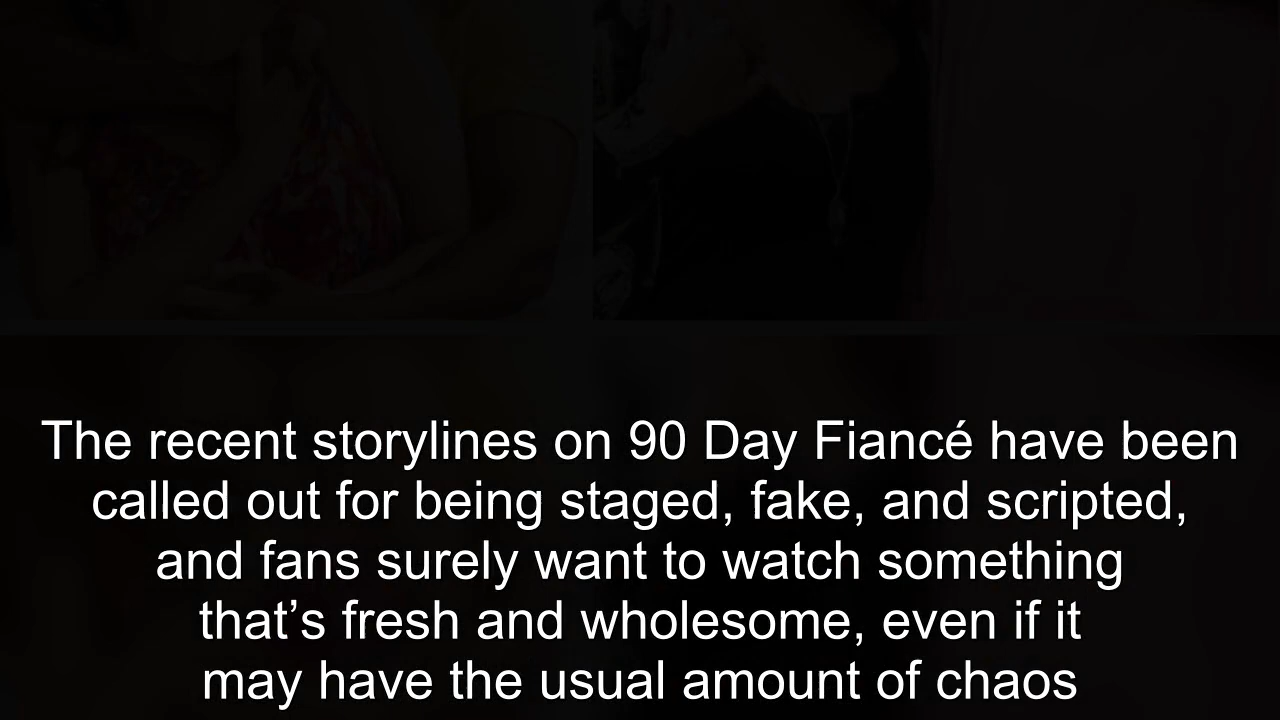 The recent storylines on 90 Day Fiancé have been
called out for being staged, fake, and scripted,
and fans surely want to watch something
that’s fresh and wholesome, even if it
may have the usual amount of chaos